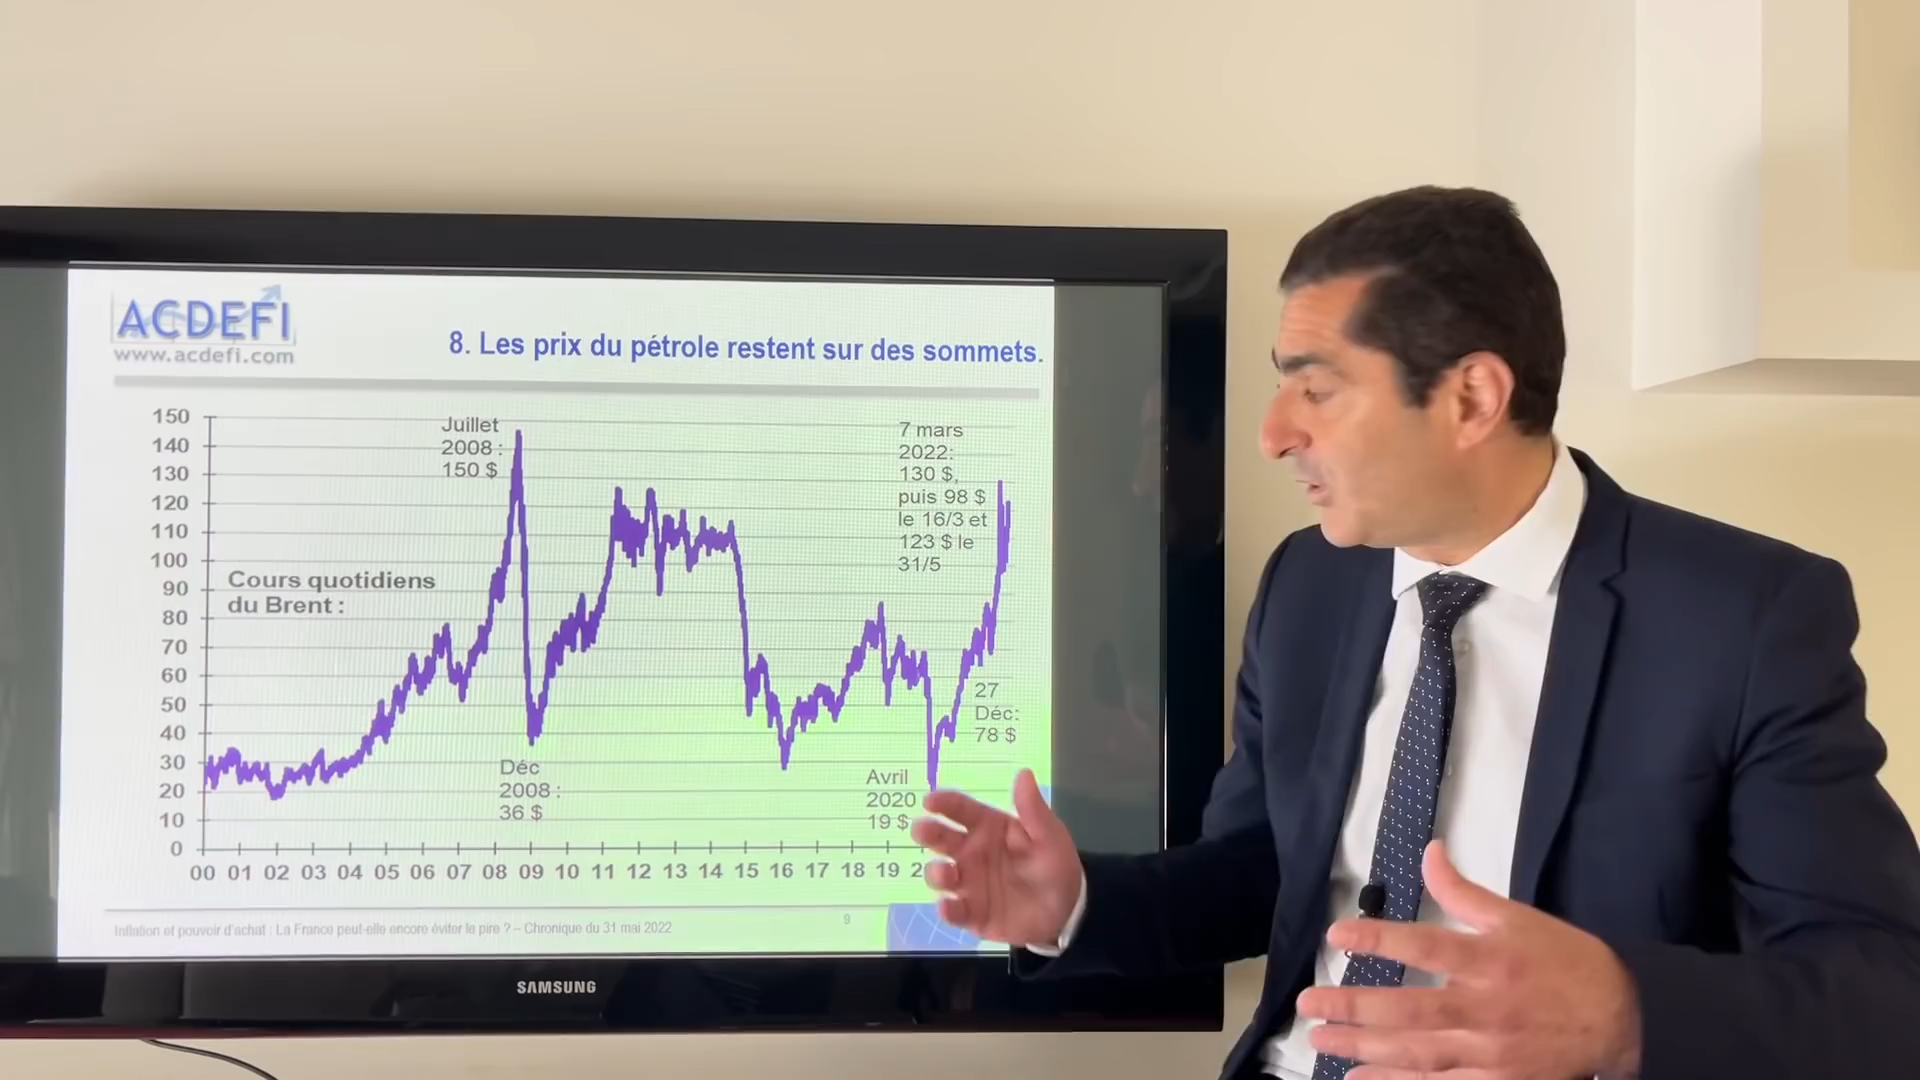 ACDEFI
www.acdefi.com
8. Les prix du pétrole restent sur des sommets.
150
140
130
120
110
100
90
80
70
60
50
40
30
20
10
0
Juillet
2008 :
150 $
7 mars
2022:
130 $,
puis 98 $
le 16/3 et
123 $ le
31/5
Cours quotidiens
du Brent :
27
Déc:
78 $
Déc
2008 :
36 $
Avril
2020
19 $
00 01 02 03 04 05 06 07 08 09 10 11 12 13 14 15 16 17 18 19
Inflation et pouvoir d'achat : La France peut-elle encore éviter le pire ? – Chronique du 31 mai 2022
9
SAMSUNG